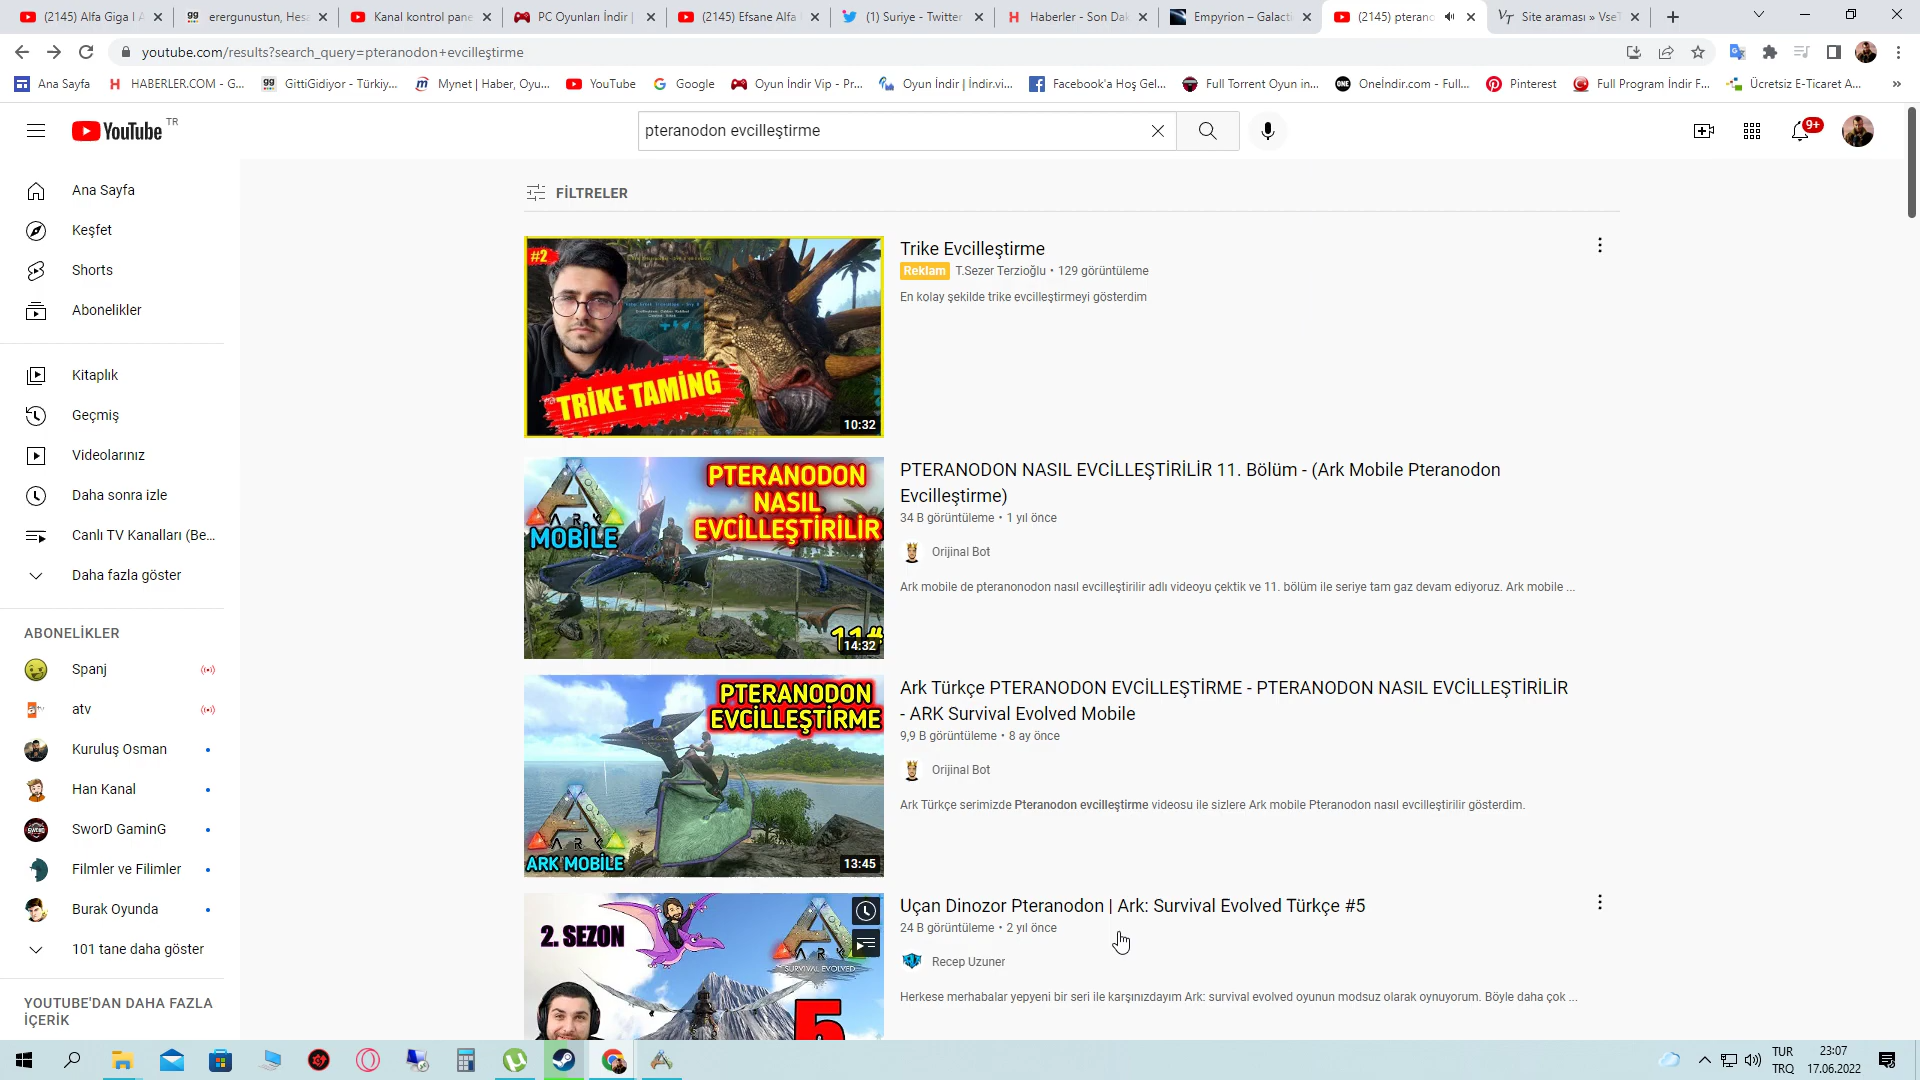 (2145) Alfa Giga I A
erergunustun, Hesa
Kanal kontrol pane
PC Oyunları İndir |
(2145) Efsane Alfa
(1) Suriye - Twitter
Haberler - Son Dak
Empyrion – Galacti
(2145) pterano
Site araması » VseT
youtube.com/results?search_query=pteranodon+evcilleştirme
Ana Sayfa
HABERLER.COM - G...
GittiGidiyor - Türkiy...
Mynet | Haber, Oyu...
YouTube
Google
Oyun İndir Vip - Pr...
Oyun İndir | İndir.vi...
Facebook'a Hoş Gel...
Full Torrent Oyun in...
Oneİndir.com - Full...
Pinterest
Full Program İndir F...
Ücretsiz E-Ticaret A...
YouTube TR
pteranodon evcilleştirme
9+
Ana Sayfa
Keşfet
Shorts
Abonelikler
Kitaplık
Geçmiş
Videolarınız
Daha sonra izle
Canlı TV Kanalları (Be...
Daha fazla göster
ABONELİKLER
Spanj
atv
Kuruluş Osman
Han Kanal
SworD GaminG
Filmler ve Filimler
Burak Oyunda
101 tane daha göster
YOUTUBE'DAN DAHA FAZLA
İÇERİK
FİLTRELER
#2
TRİKE TAMİNG
10:32
Trike Evcilleştirme
Reklam T.Sezer Terzioğlu • 129 görüntüleme
En kolay şekilde trike evcilleştirmeyi gösterdim
PTERANODON
NASIL
EVCİLLEŞTİRİLİR
ARK
MOBİLE
11#
14:32
PTERANODON NASIL EVCİLLEŞTİRİLİR 11. Bölüm - (Ark Mobile Pteranodon
Evcilleştirme)
34 B görüntüleme • 1 yıl önce
Orijinal Bot
Ark mobile de pteranonodon nasıl evcilleştirilir adlı videoyu çektik ve 11. bölüm ile seriye tam gaz devam ediyoruz. Ark mobile ...
PTERANODON
EVCİLLEŞTİRME
ARK
ARK MOBİLE
13:45
Ark Türkçe PTERANODON EVCİLLEŞTİRME - PTERANODON NASIL EVCİLLEŞTİRİLİR
- ARK Survival Evolved Mobile
9,9 B görüntüleme • 8 ay önce
Orijinal Bot
Ark Türkçe serimizde Pteranodon evcilleştirme videosu ile sizlere Ark mobile Pteranodon nasıl evcilleştirilir gösterdim.
2. SEZON
ARK
SURVIVAL EVOLVED
5
Uçan Dinozor Pteranodon | Ark: Survival Evolved Türkçe #5
24 B görüntüleme • 2 yıl önce
Recep Uzuner
Herkese merhabalar yepyeni bir seri ile karşınızdayım Ark: survival evolved oyunun modsuz olarak oynuyorum. Böyle daha çok ...
TUR
TRQ
23:07
17.06.2022